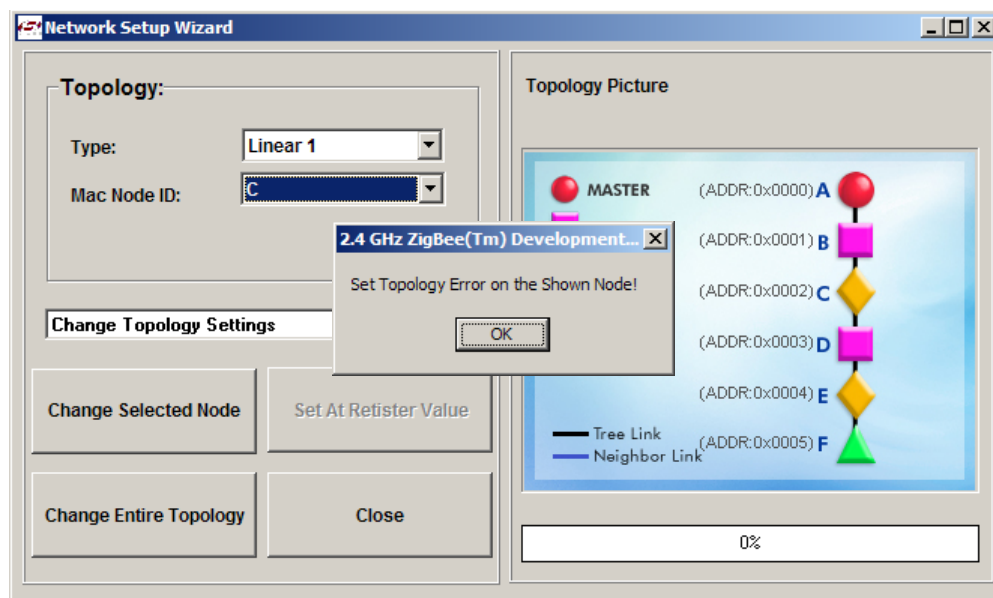 Network Setup Wizard
Topology:
Type:
Linear 1
Mac Node ID:
C
Change Topology Settings
Change Selected Node
Set At Retister Value
Change Entire Topology
Close
2.4 GHz ZigBee(Tm) Development...
Set Topology Error on the Shown Node!
OK
Topology Picture
MASTER
(ADDR:0x0000) A
(ADDR:0x0001) B
(ADDR:0x0002) C
(ADDR:0x0003) D
(ADDR:0x0004) E
(ADDR:0x0005) F
Tree Link
Neighbor Link
0%